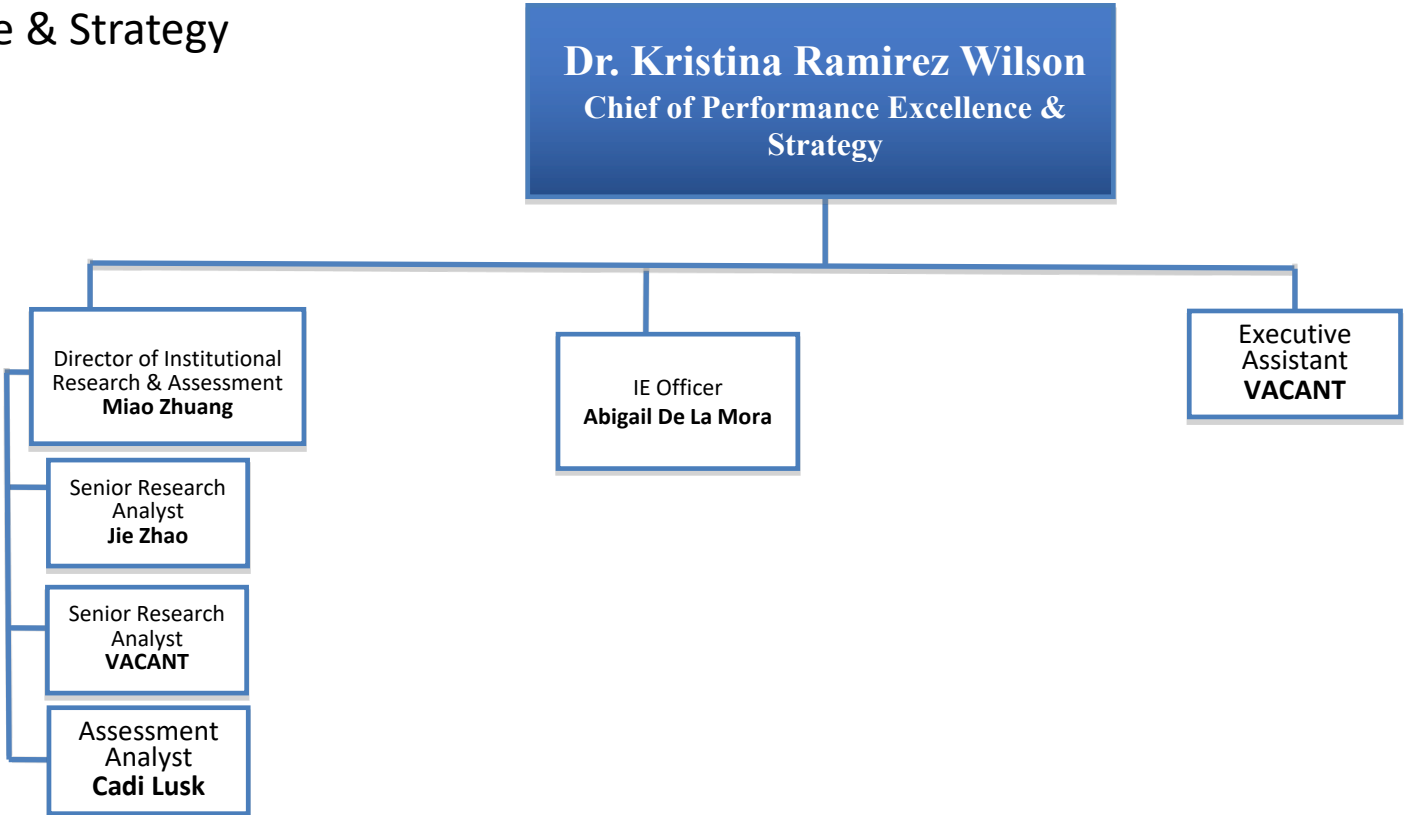 & Strategy
Dr. Kristina Ramirez Wilson
Chief of Performance Excellence &
Strategy
Director of Institutional
Research & Assessment
Miao Zhuang
IE Officer
Abigail De La Mora
Executive
Assistant
VACANT
Senior Research
Analyst
Jie Zhao
Senior Research
Analyst
VACANT
Assessment
Analyst
Cadi Lusk